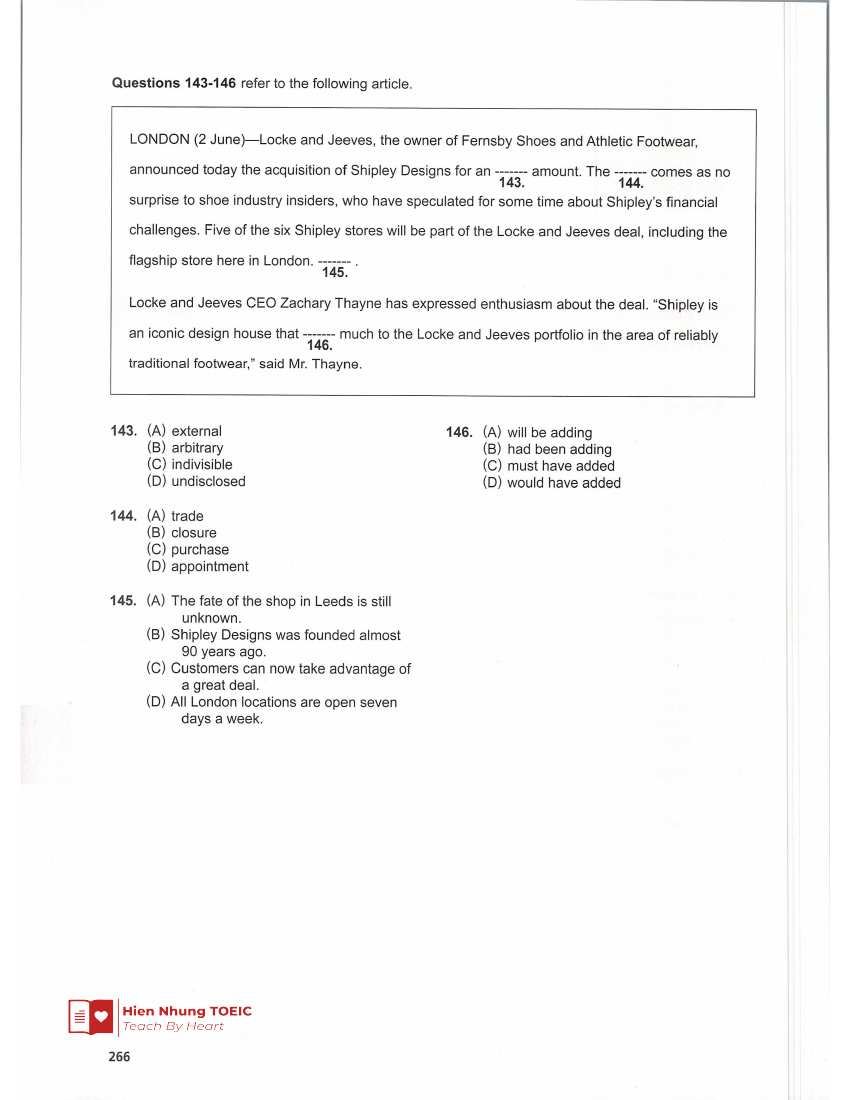 Questions 143-146 refer to the following article.
LONDON (2 June)—Locke and Jeeves, the owner of Fernsby Shoes and Athletic Footwear,
announced today the acquisition of Shipley Designs for an ------- amount. The ------- comes as no
143. 144.
surprise to shoe industry insiders, who have speculated for some time about Shipley's financial
challenges. Five of the six Shipley stores will be part of the Locke and Jeeves deal, including the
flagship store here in London. ------- .
145.
Locke and Jeeves CEO Zachary Thayne has expressed enthusiasm about the deal. “Shipley is
an iconic design house that ------- much to the Locke and Jeeves portfolio in the area of reliably
146.
traditional footwear,” said Mr. Thayne.
143. (A) external
(B) arbitrary
(C) indivisible
(D) undisclosed
144. (A) trade
(B) closure
(C) purchase
(D) appointment
145. (A) The fate of the shop in Leeds is still
unknown.
(B) Shipley Designs was founded almost
90 years ago.
(C) Customers can now take advantage of
a great deal.
(D) All London locations are open seven
days a week.
146. (A) will be adding
(B) had been adding
(C) must have added
(D) would have added
Hien Nhung TOEIC
Teach By Heart
266